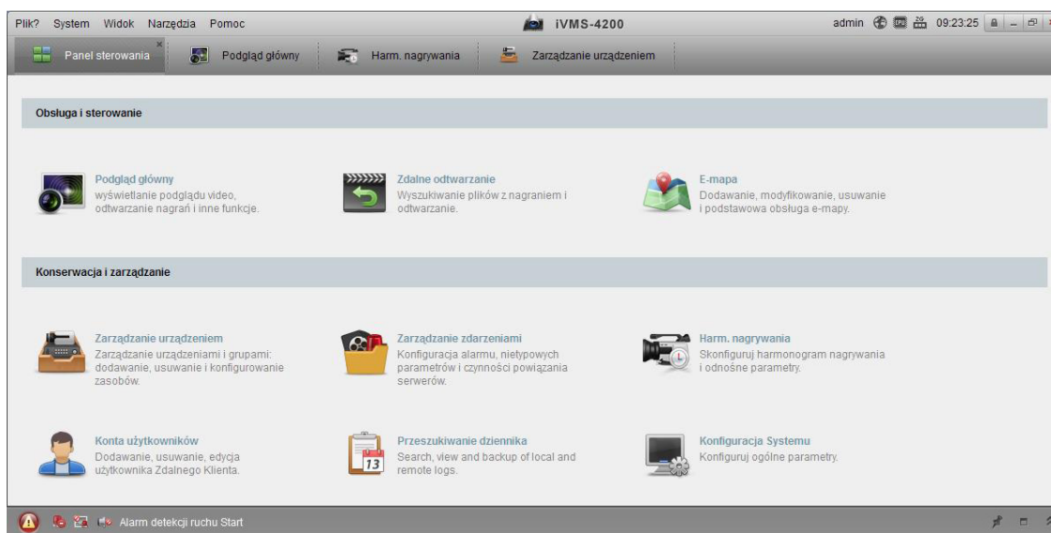 Plik? System Widok Narzędzia Pomoc iVMS-4200 admin 09:23:25
Panel sterowania Podgląd główny Harm. nagrywania Zarządzanie urządzeniem
Obsługa i sterowanie
Podgląd główny
wyświetlanie podglądu video,
odtwarzanie nagrań i inne funkcje.
Zdalne odtwarzanie
Wyszukiwanie plików z nagraniem i
odtwarzanie.
E-mapa
Dodawanie, modyfikowanie, usuwanie
i podstawowa obsługa e-mapy.
Konserwacja i zarządzanie
Zarządzanie urządzeniem
Zarządzanie urządzeniami i grupami:
dodawanie, usuwanie i konfigurowanie
zasobów.
Zarządzanie zdarzeniami
Konfiguracja alarmu, nietypowych
parametrów i czynności powiązania
serwerów.
Harm. nagrywania
Skonfiguruj harmonogram nagrywania
i odnośne parametry.
Konta użytkowników
Dodawanie, usuwanie, edycja
użytkownika Zdalnego Klienta.
13
Przeszukiwanie dziennika
Search, view and backup of local and
remote logs.
Konfiguracja Systemu
Konfiguruj ogólne parametry.
Alarm detekcji ruchu Start